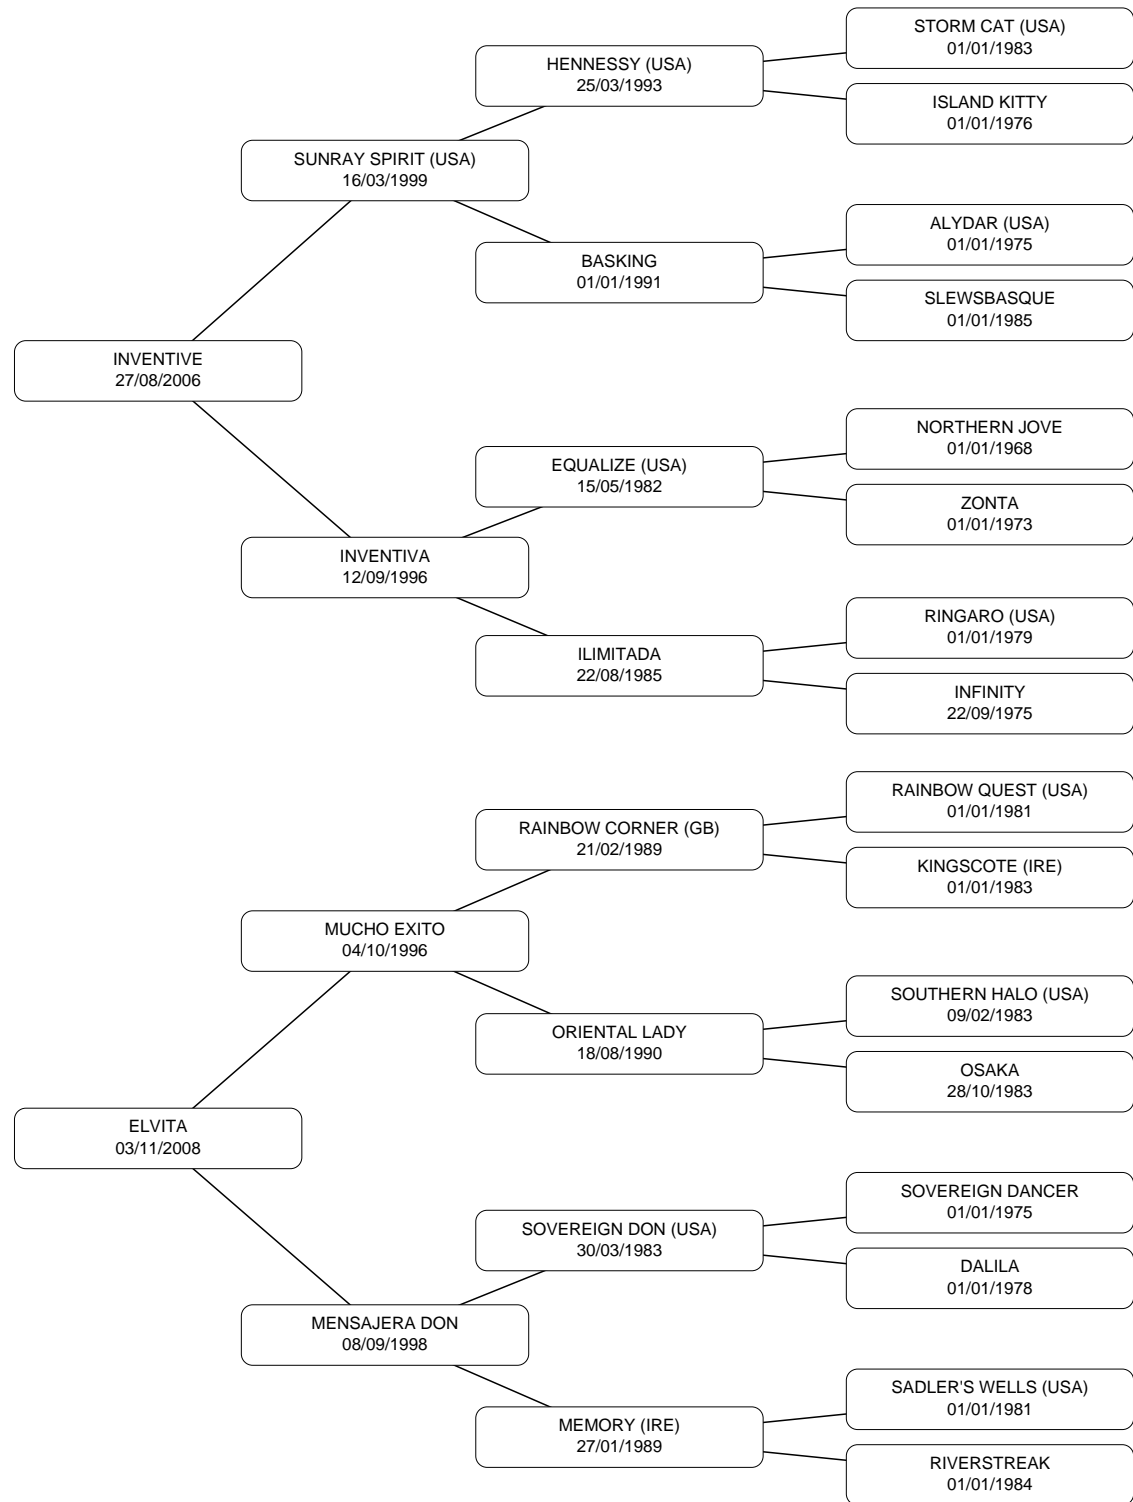 STORM CAT (USA)
01/01/1983
HENNESSY (USA)
25/03/1993
ISLAND KITTY
01/01/1976
SUNRAY SPIRIT (USA)
16/03/1999
ALYDAR (USA)
01/01/1975
BASKING
01/01/1991
SLEWSBASQUE
01/01/1985
INVENTIVE
27/08/2006
NORTHERN JOVE
01/01/1968
EQUALIZE (USA)
15/05/1982
ZONTA
01/01/1973
INVENTIVA
12/09/1996
RINGARO (USA)
01/01/1979
ILIMITADA
22/08/1985
INFINITY
22/09/1975
RAINBOW QUEST (USA)
01/01/1981
RAINBOW CORNER (GB)
21/02/1989
KINGSCOTE (IRE)
01/01/1983
MUCHO EXITO
04/10/1996
SOUTHERN HALO (USA)
09/02/1983
ORIENTAL LADY
18/08/1990
OSAKA
28/10/1983
ELVITA
03/11/2008
SOVEREIGN DANCER
01/01/1975
SOVEREIGN DON (USA)
30/03/1983
DALILA
01/01/1978
MENSAJERA DON
08/09/1998
SADLER'S WELLS (USA)
01/01/1981
MEMORY (IRE)
27/01/1989
RIVERSTREAK
01/01/1984